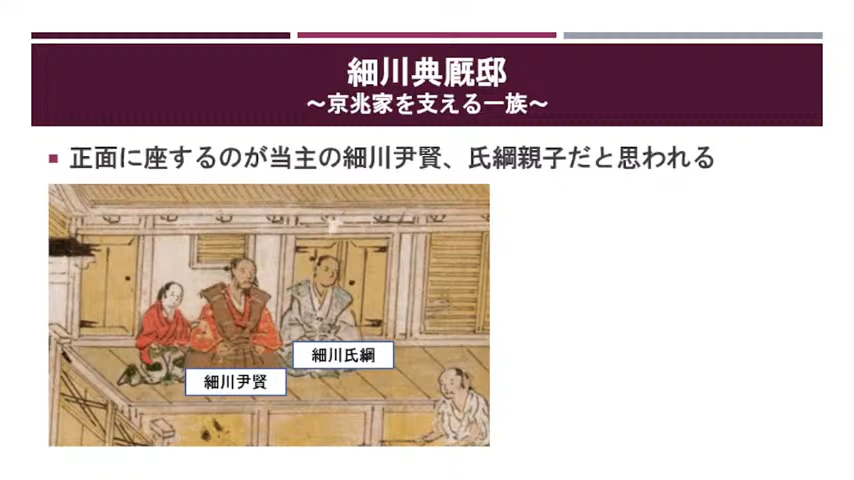 細川典厩邸
～京兆家を支える一族～
正面に座するのが当主の細川尹賢、氏綱親子だと思われる
細川氏綱
細川尹賢